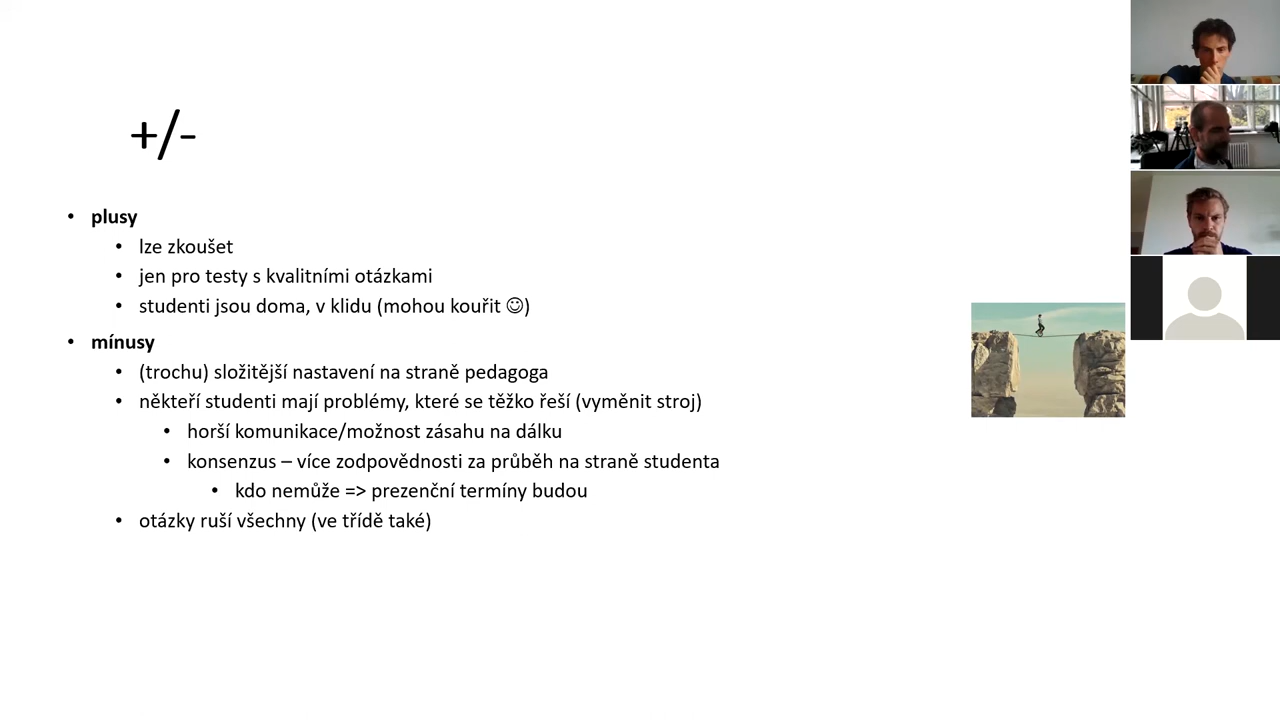 +/-
• plusy
• lze zkoušet
• jen pro testy s kvalitními otázkami
• studenti jsou doma, v klidu (mohou kouřit ☺)
• mínusy
• (trochu) složitější nastavení na straně pedagoga
• někteří studenti mají problémy, které se těžko řeší (vyměnit stroj)
• horší komunikace/možnost zásahu na dálku
• konsenzus – více zodpovědnosti za průběh na straně studenta
• kdo nemůže => prezenční termíny budou
• otázky ruší všechny (ve třídě také)